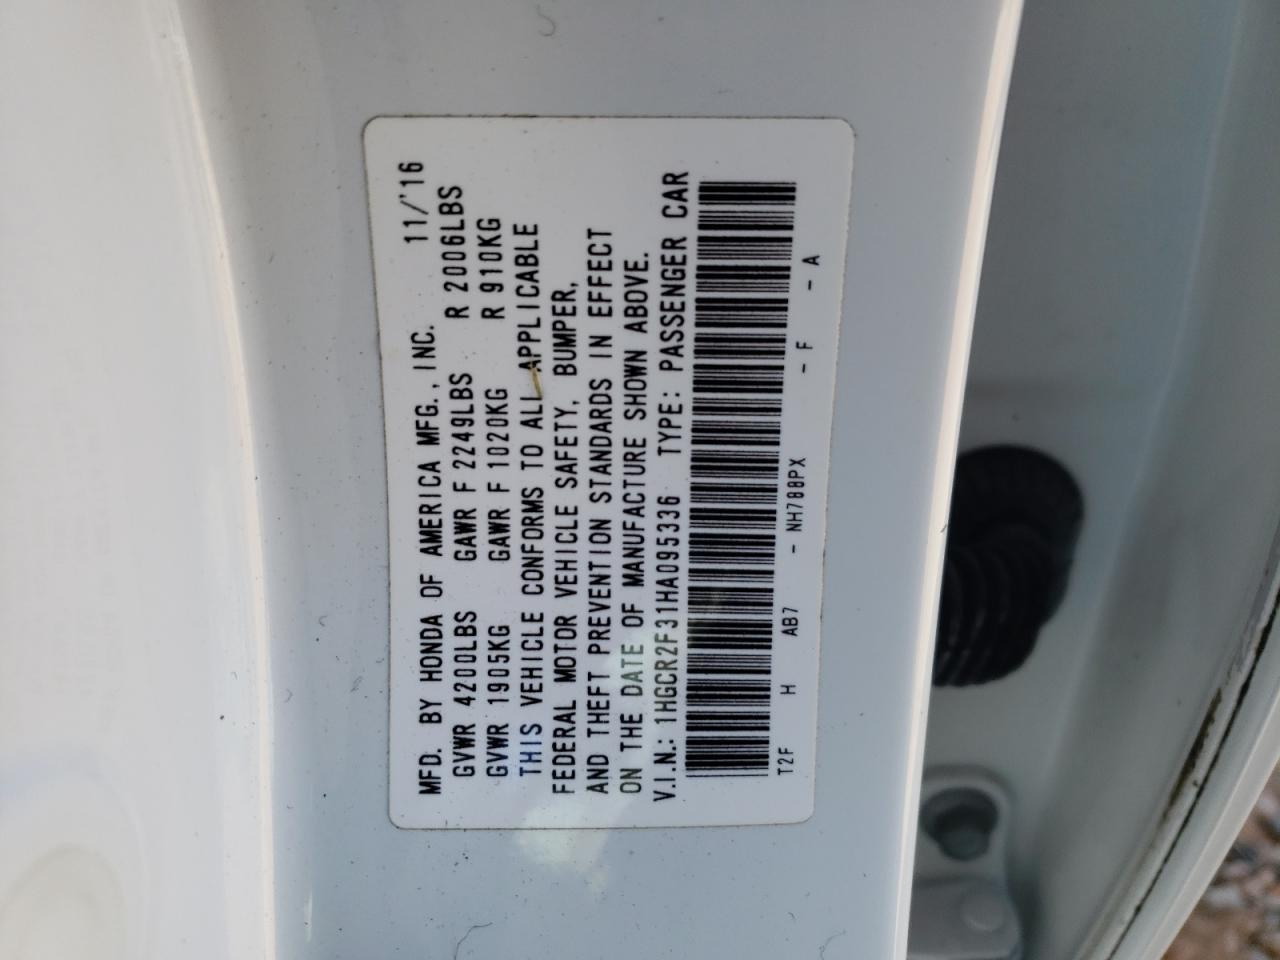 MFD. BY HONDA OF AMERICA MFG., INC. 11/'16
GVWR 4200LBS GAWR F 2249LBS R 2006LBS
GVWR 1905KG GAWR F 1020KG R 910KG
THIS VEHICLE CONFORMS TO ALL APPLICABLE
FEDERAL MOTOR VEHICLE SAFETY, BUMPER,
AND THEFT PREVENTION STANDARDS IN EFFECT
ON THE DATE OF MANUFACTURE SHOWN ABOVE.
V.I.N.: 1HGCR2F31HA095336 TYPE: PASSENGER CAR
T2F H AB7 - NH788PX - F - A